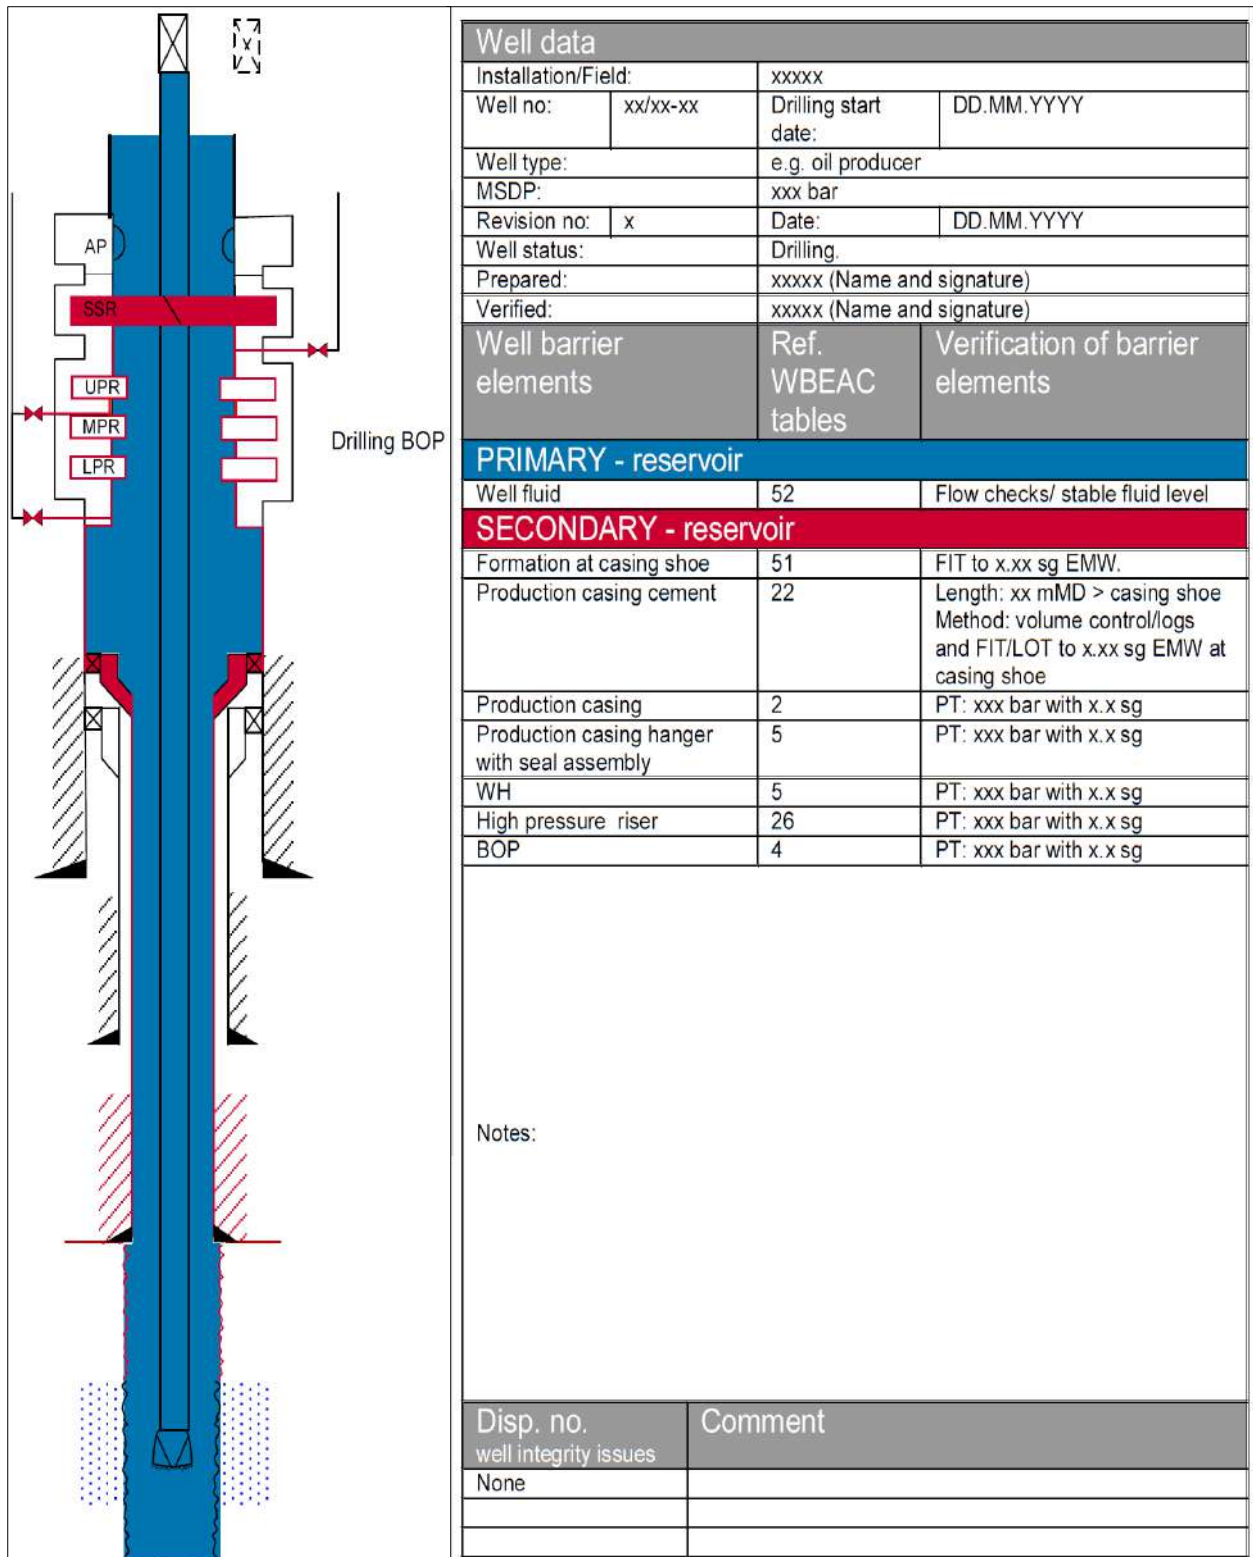 AP
SSR
UPR
MPR
LPR
Drilling BOP
Well data
Installation/Field: xxxxx
Well no: xx/xx-xx Drilling start DD.MM.YYYY
date:
Well type: e.g. oil producer
MSDP: xxx bar
Revision no: x Date: DD.MM.YYYY
Well status: Drilling.
Prepared: xxxxx (Name and signature)
Verified: xxxxx (Name and signature)
Well barrier Ref. Verification of barrier
elements WBEAC elements
tables
PRIMARY - reservoir
Well fluid 52 Flow checks/ stable fluid level
SECONDARY - reservoir
Formation at casing shoe 51 FIT to x.xx sg EMW.
Production casing cement 22 Length: xx mMD > casing shoe
Method: volume control/logs
and FIT/LOT to x.xx sg EMW at
casing shoe
Production casing 2 PT: xxx bar with x.x sg
Production casing hanger 5 PT: xxx bar with x.x sg
with seal assembly
WH 5 PT: xxx bar with x.x sg
High pressure riser 26 PT: xxx bar with x.x sg
BOP 4 PT: xxx bar with x.x sg
Notes:
Disp. no. Comment
well integrity issues
None